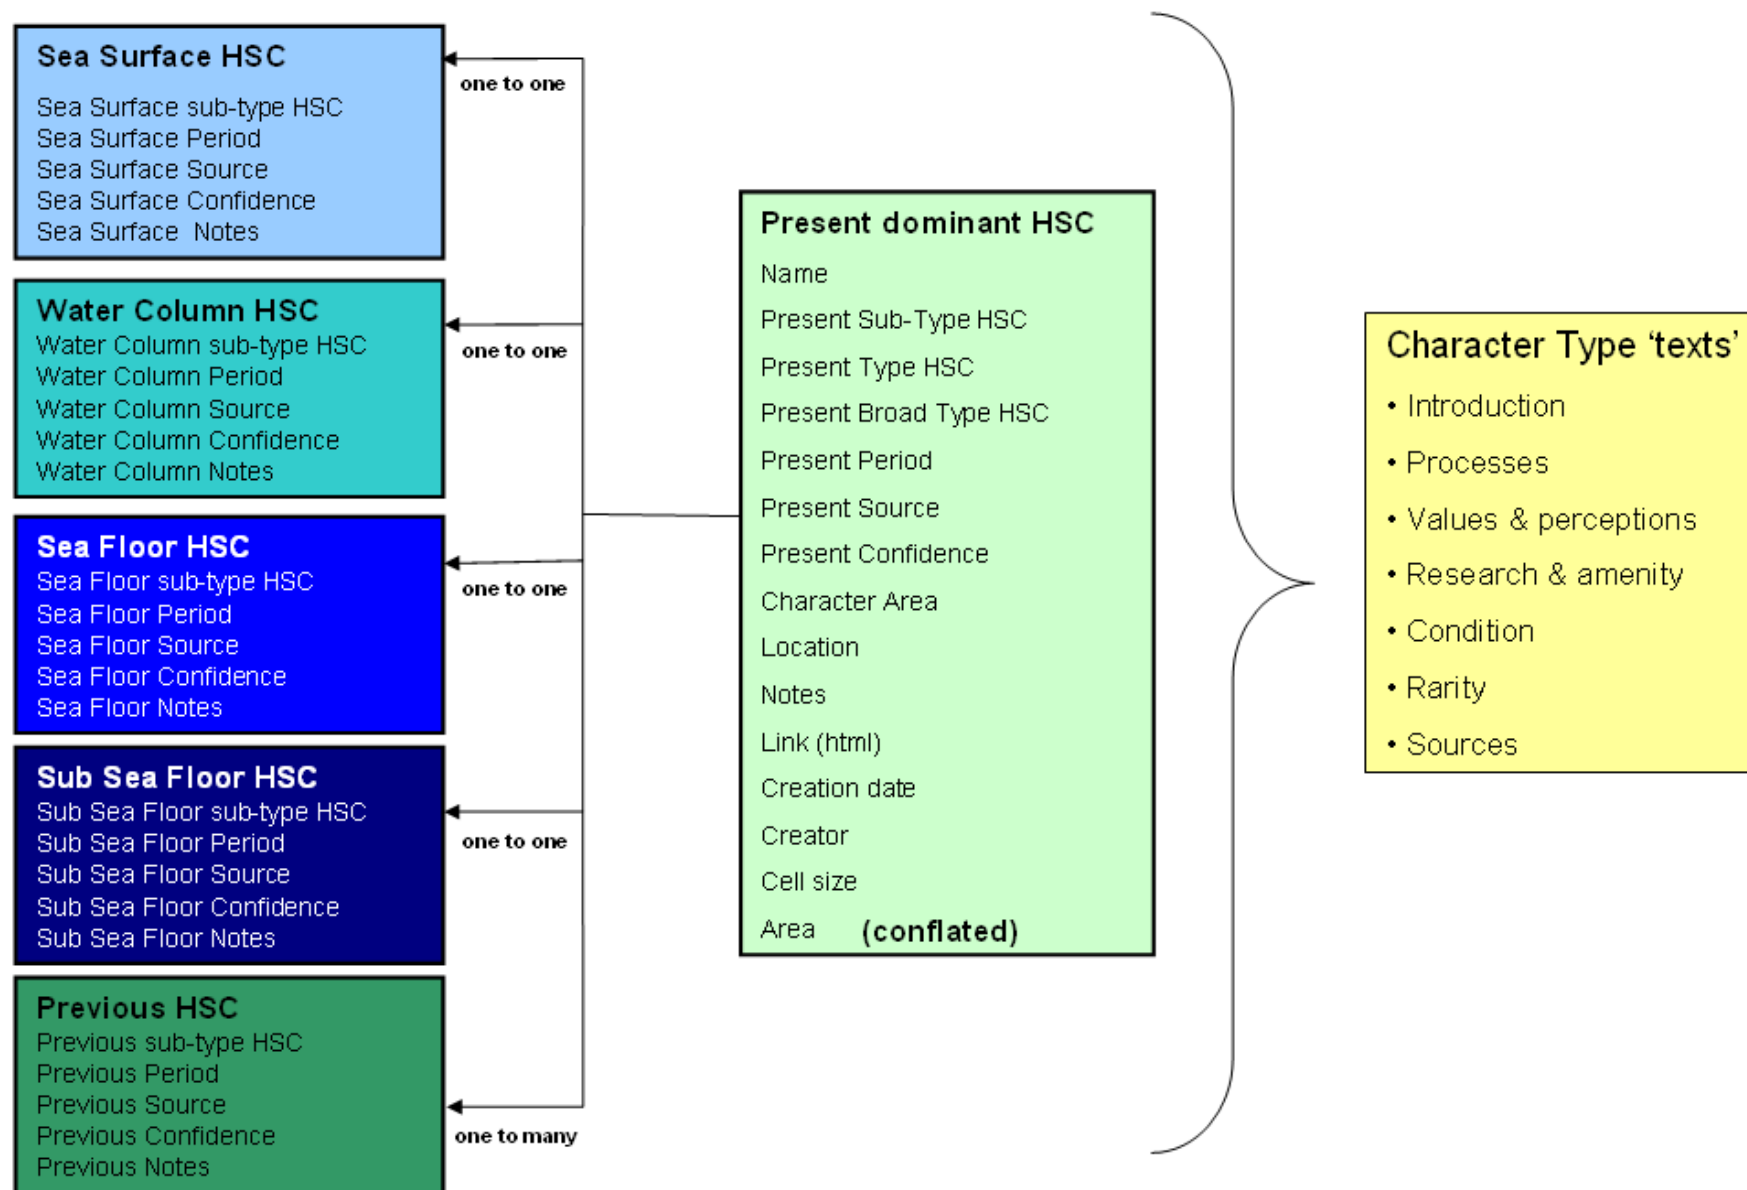 Sea Surface HSC
Sea Surface sub-type HSC
Sea Surface Period
Sea Surface Source
Sea Surface Confidence
Sea Surface Notes
one to one
Water Column HSC
Water Column sub-type HSC
Water Column Period
Water Column Source
Water Column Confidence
Water Column Notes
one to one
Sea Floor HSC
Sea Floor sub-type HSC
Sea Floor Period
Sea Floor Source
Sea Floor Confidence
Sea Floor Notes
one to one
Sub Sea Floor HSC
Sub Sea Floor sub-type HSC
Sub Sea Floor Period
Sub Sea Floor Source
Sub Sea Floor Confidence
Sub Sea Floor Notes
one to one
Previous HSC
Previous sub-type HSC
Previous Period
Previous Source
Previous Confidence
Previous Notes
one to many
Present dominant HSC
Name
Present Sub-Type HSC
Present Type HSC
Present Broad Type HSC
Present Period
Present Source
Present Confidence
Character Area
Location
Notes
Link (html)
Creation date
Creator
Cell size
Area (conflated)
Character Type ‘texts’
• Introduction
• Processes
• Values & perceptions
• Research & amenity
• Condition
• Rarity
• Sources